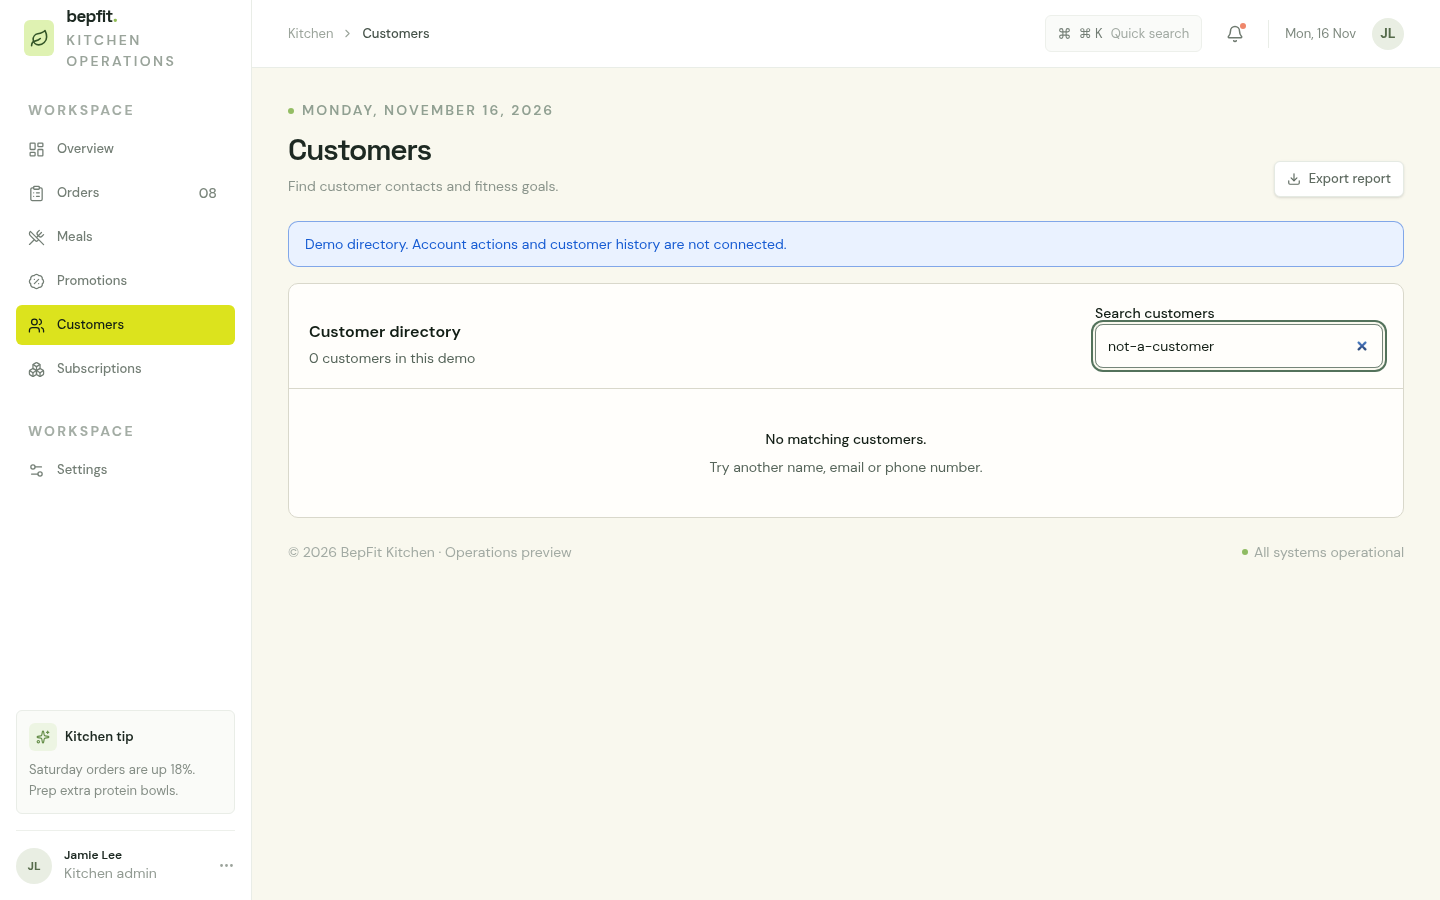 bepfit.
KITCHEN
OPERATIONS
WORKSPACE
Overview
Orders 08
Meals
Promotions
Customers
Subscriptions
WORKSPACE
Settings
Kitchen tip
Saturday orders are up 18%.
Prep extra protein bowls.
JL Jamie Lee
Kitchen admin
Kitchen > Customers
⌘ ⌘ K Quick search
Mon, 16 Nov JL
MONDAY, NOVEMBER 16, 2026
Customers
Find customer contacts and fitness goals.
Export report
Demo directory. Account actions and customer history are not connected.
Customer directory
0 customers in this demo
Search customers
not-a-customer
No matching customers.
Try another name, email or phone number.
© 2026 BepFit Kitchen · Operations preview
All systems operational